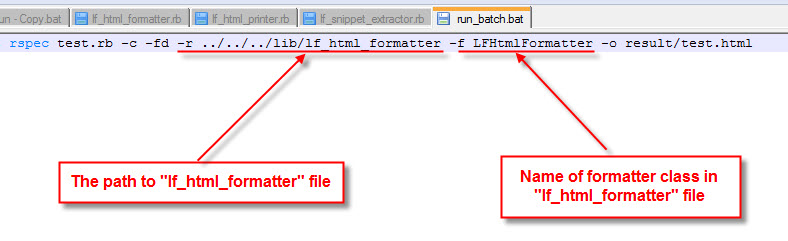 un - Copy.bat lf_html_formatter.rb lf_html_printer.rb lf_snippet_extractor.rb run_batch.bat
rspec test.rb -c -fd -r ../../../lib/lf_html_formatter -f LFHtmlFormatter -o result/test.html
The path to "lf_html_formatter" file
Name of formatter class in
"lf_html_formatter" file